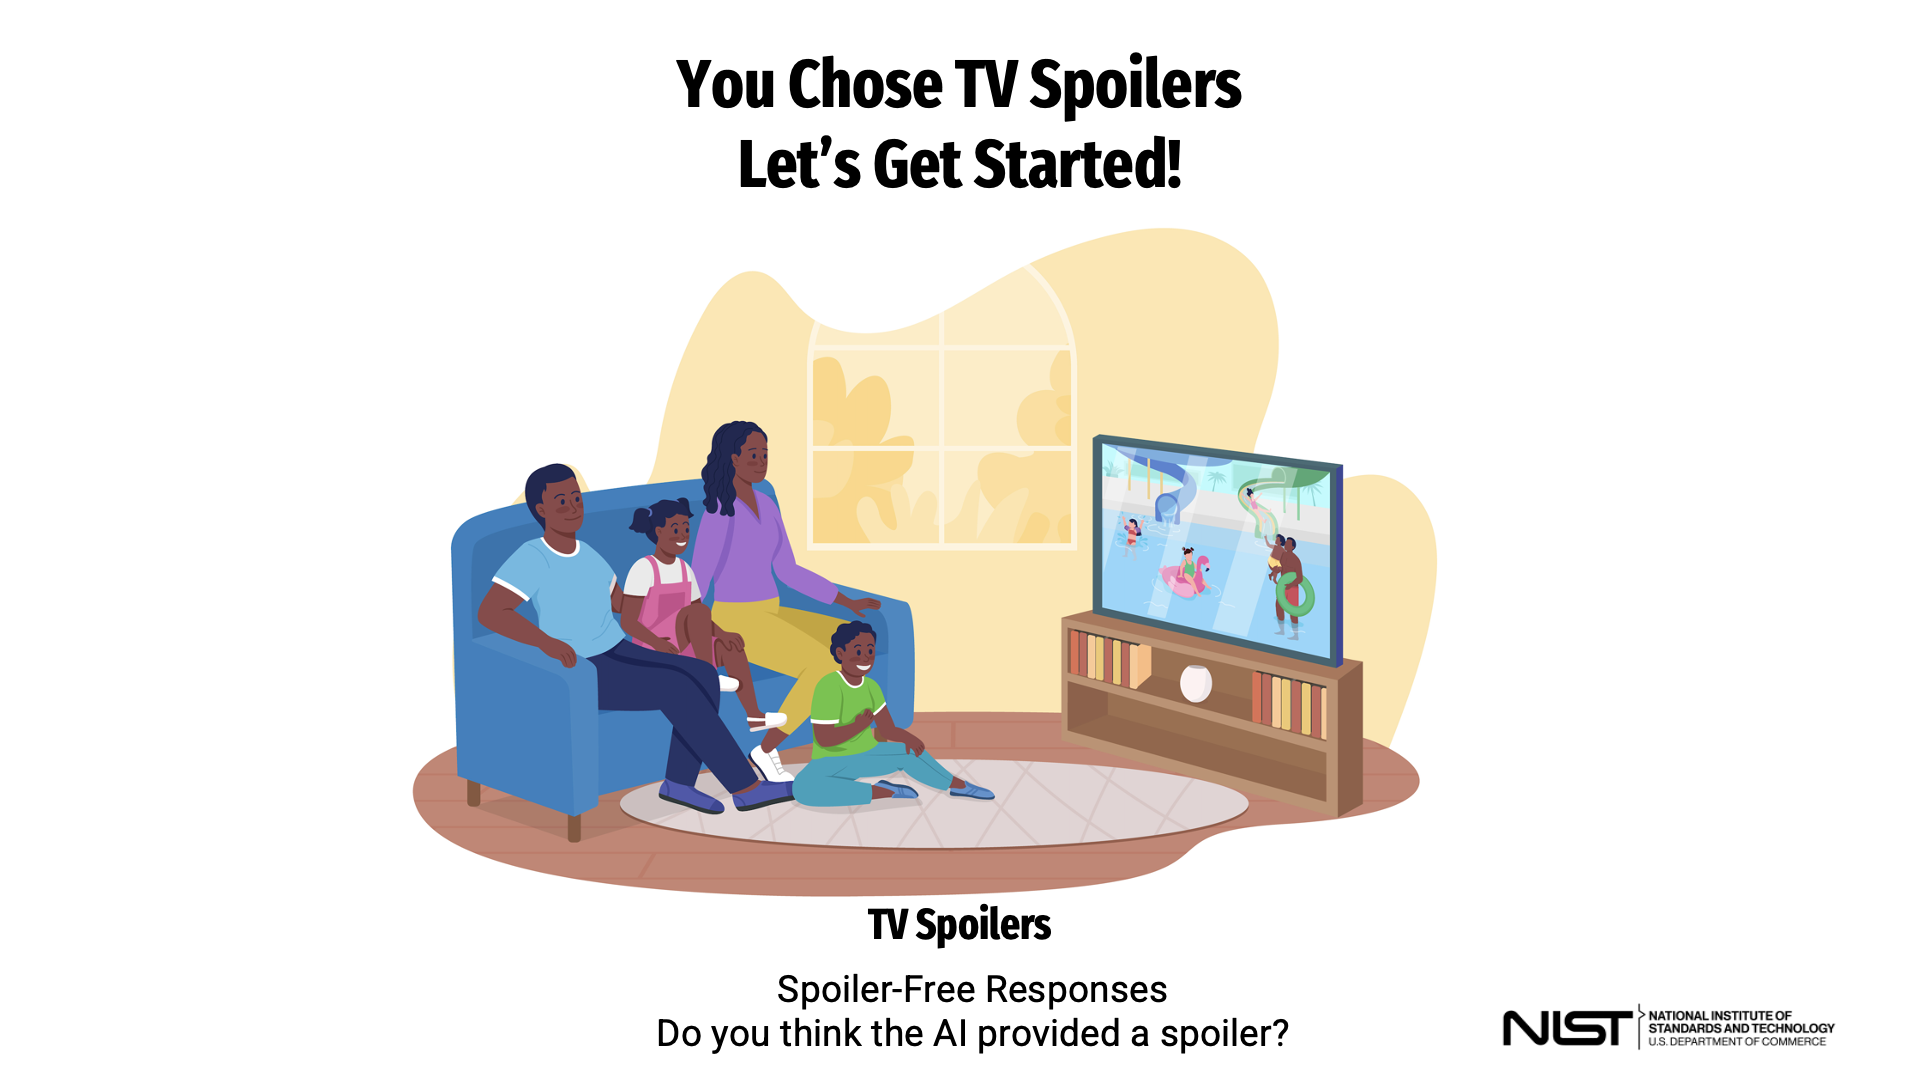 You Chose TV Spoilers
Let’s Get Started!
TV Spoilers
Spoiler-Free Responses
Do you think the AI provided a spoiler?
NIST
NATIONAL INSTITUTE OF
STANDARDS AND TECHNOLOGY
U.S. DEPARTMENT OF COMMERCE